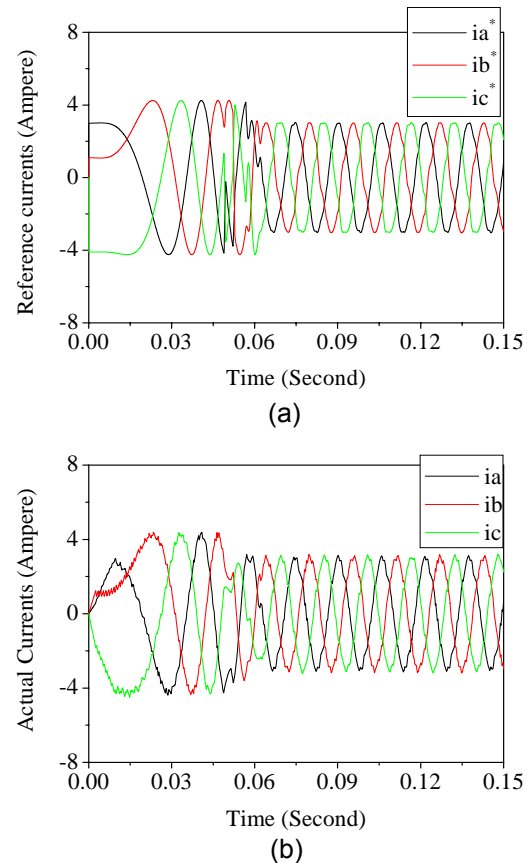 ia*
ib*
ic*
Reference currents (Ampere)
8
4
0
-4
-8
0.00 0.03 0.06 0.09 0.12 0.15
Time (Second)
(a)
ia
ib
ic
Actual Currents (Ampere)
8
4
0
-4
-8
0.00 0.03 0.06 0.09 0.12 0.15
Time (Second)
(b)